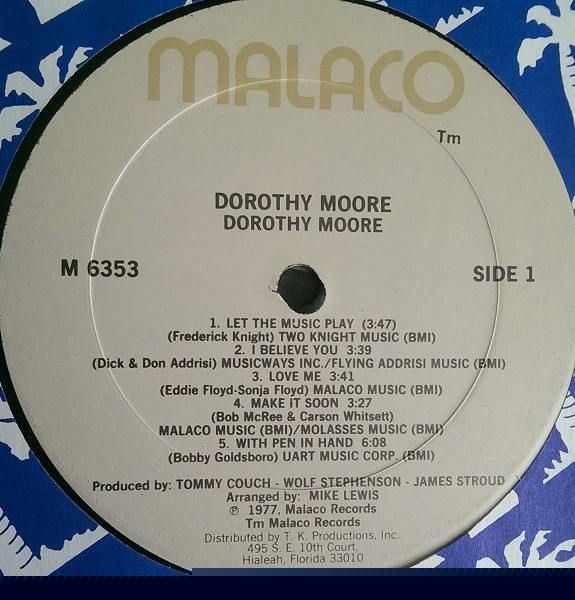 MALACO
Tm
DOROTHY MOORE
DOROTHY MOORE
M 6353
SIDE 1
1. LET THE MUSIC PLAY (3:47)
(Frederick Knight) TWO KNIGHT MUSIC (BMI)
2. I BELIEVE YOU 3:39
(Dick & Don Addrisi) MUSICWAYS INC./FLYING ADDRISI MUSIC (BMI)
3. LOVE ME 3:41
(Eddie Floyd-Sonja Floyd) MALACO MUSIC (BMI)
4. MAKE IT SOON 3:27
(Bob McRee & Carson Whitsett)
MALACO MUSIC (BMI)/MOLASSES MUSIC (BMI)
5. WITH PEN IN HAND 6:08
(Bobby Goldsboro) UART MUSIC CORP. (BMI)
Produced by: TOMMY COUCH - WOLF STEPHENSON - JAMES STROUD
Arranged by: MIKE LEWIS
℗ 1977, Malaco Records
Tm Malaco Records
Distributed by T. K. Productions, Inc.
495 S. E. 10th Court,
Hialeah, Florida 33010